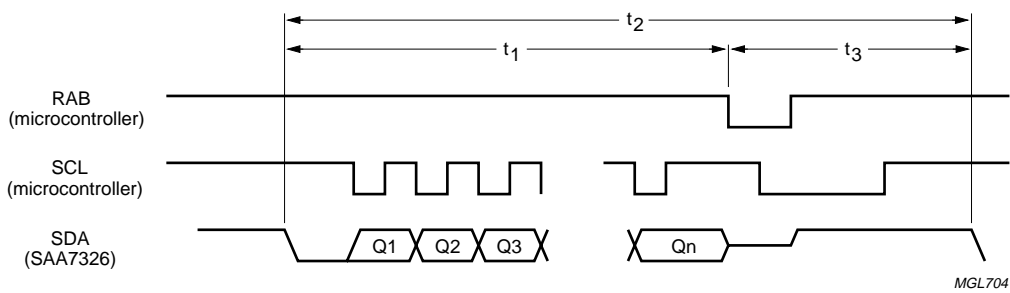 t2
t1
t3
RAB
(microcontroller)
SCL
(microcontroller)
SDA
(SAA7326)
Q1 Q2 Q3 Qn
MGL704